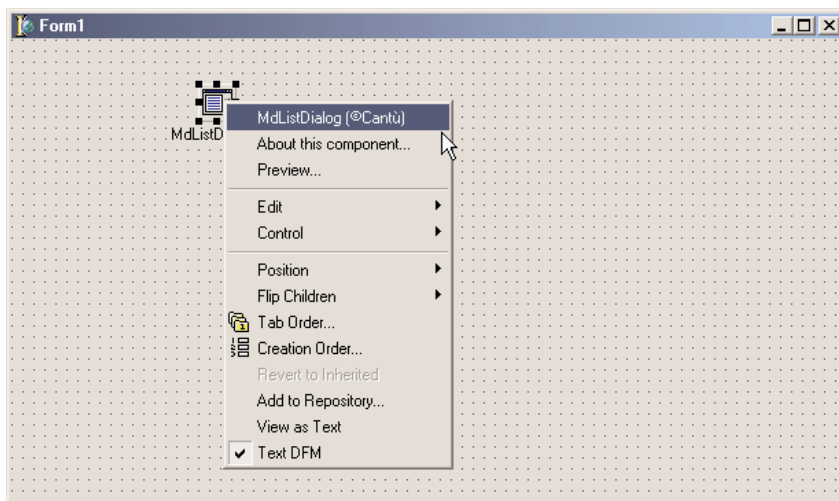 Form1
MdListD
MdListDialog (©Cantù)
About this component...
Preview...
Edit
Control
Position
Flip Children
Tab Order...
Creation Order...
Revert to Inherited
Add to Repository...
View as Text
Text DFM